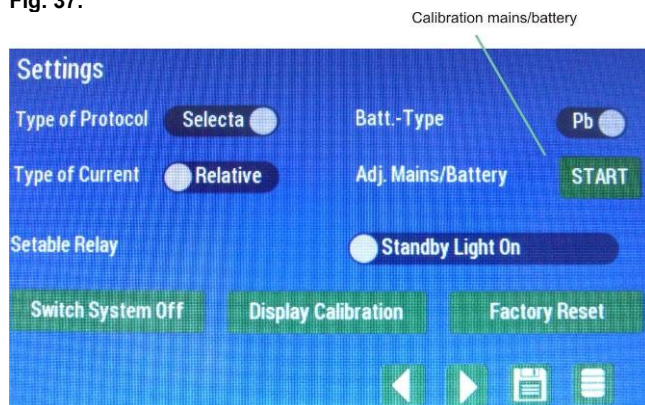 Fig. 37.
Calibration mains/battery
Settings
Type of Protocol Selecta Batt.-Type Pb
Type of Current Relative Adj. Mains/Battery START
Setable Relay Standby Light On
Switch System Off Display Calibration Factory Reset